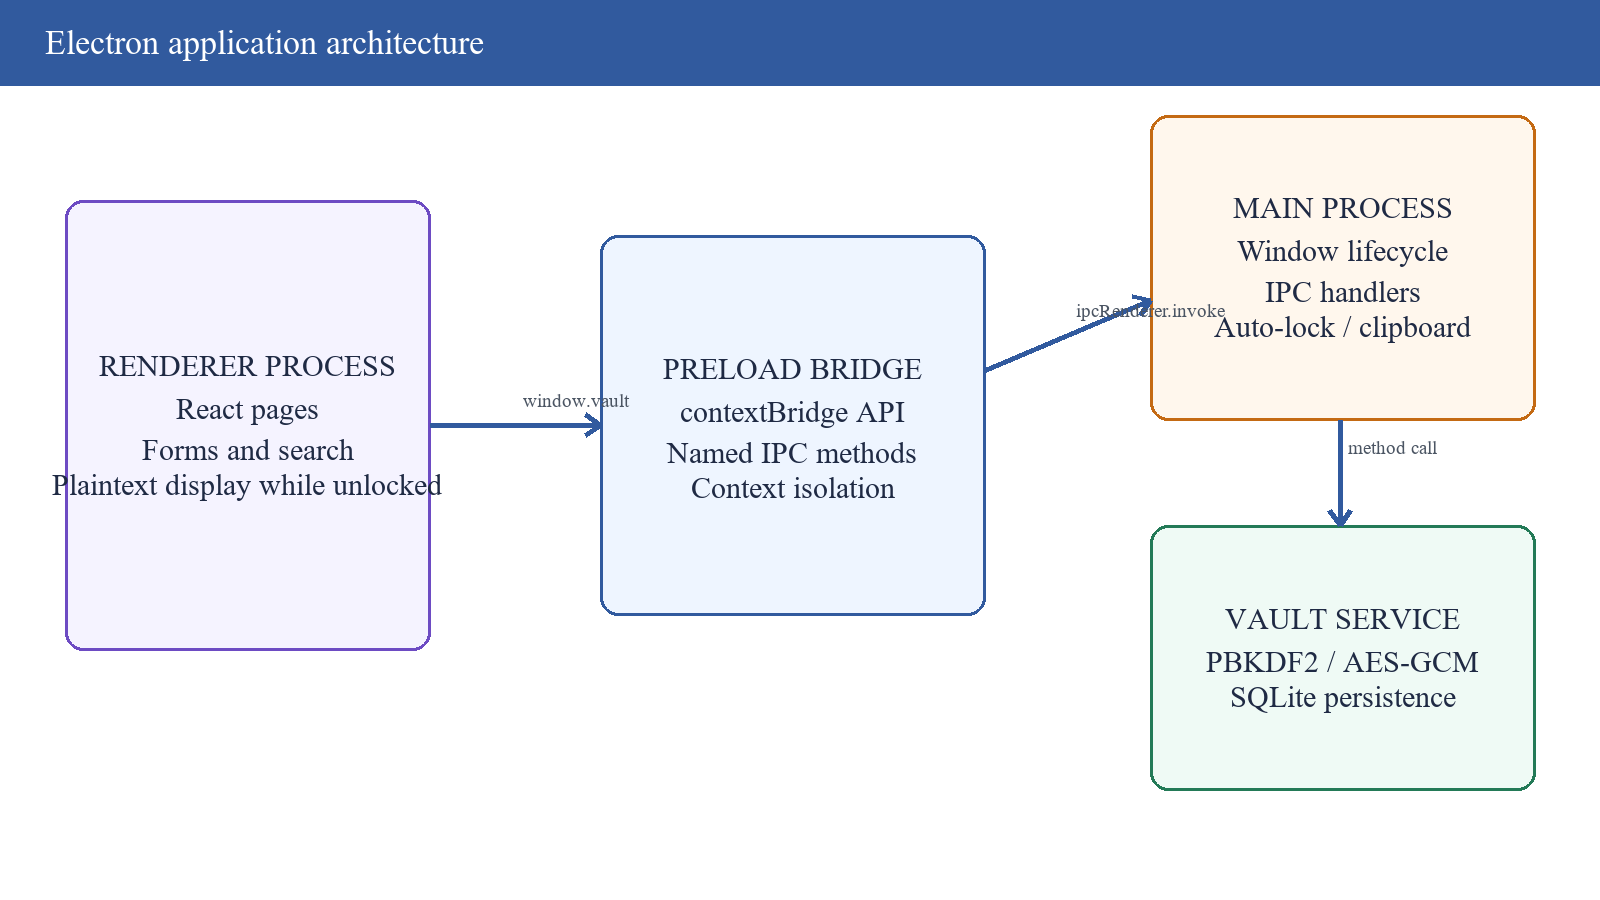 Electron application architecture
RENDERER PROCESS
React pages
Forms and search
Plaintext display while unlocked
window.vault
PRELOAD BRIDGE
contextBridge API
Named IPC methods
Context isolation
ipcRenderer.invoke
MAIN PROCESS
Window lifecycle
IPC handlers
Auto-lock / clipboard
method call
VAULT SERVICE
PBKDF2 / AES-GCM
SQLite persistence